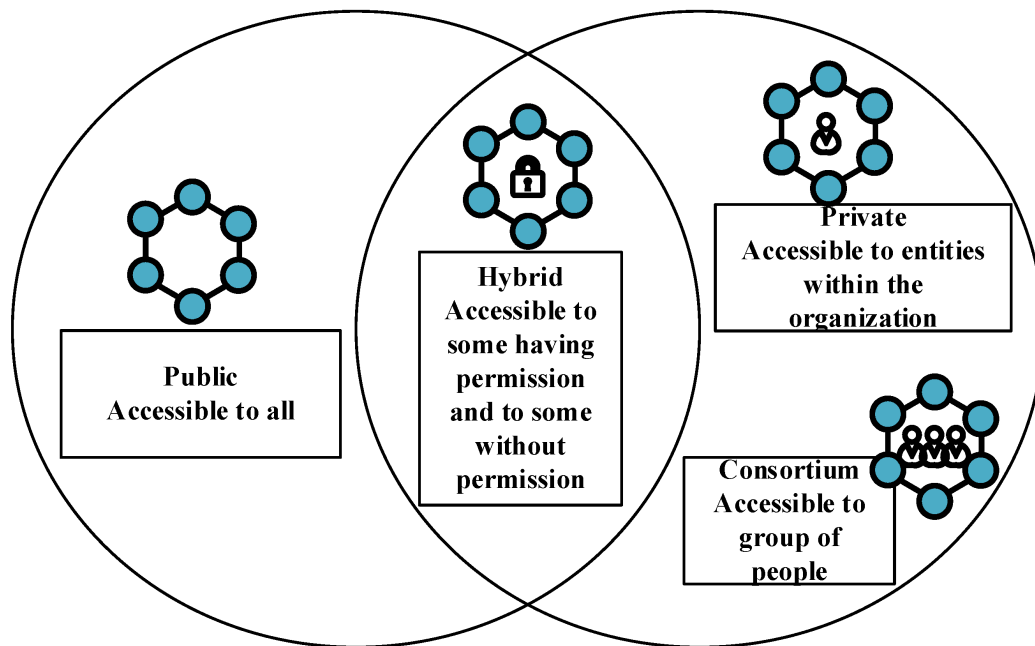 Public
Accessible to all
Hybrid
Accessible to
some having
permission
and to some
without
permission
Private
Accessible to entities
within the
organization
Consortium
Accessible to
group of
people